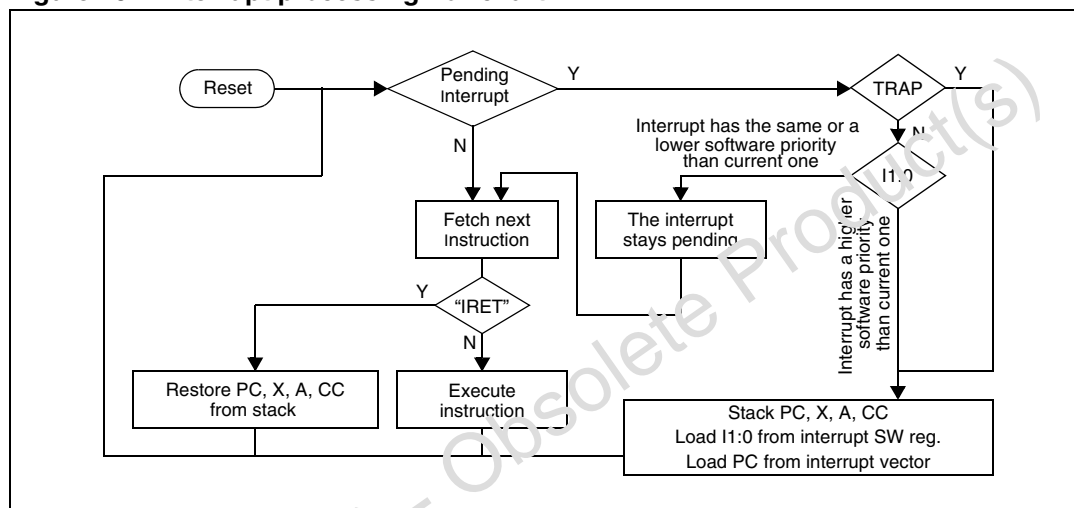 Reset
Pending
Interrupt
Y
TRAP
Y
N
N
Interrupt has the same or a
lower software priority
than current one
I1:0
Fetch next
Instruction
The interrupt
stays pending
Interrupt has a higher
software priority
than current one
Y
"IRET"
N
Restore PC, X, A, CC
from stack
Execute
instruction
Stack PC, X, A, CC
Load I1:0 from interrupt SW reg.
Load PC from interrupt vector
- Obsolete Product(s)